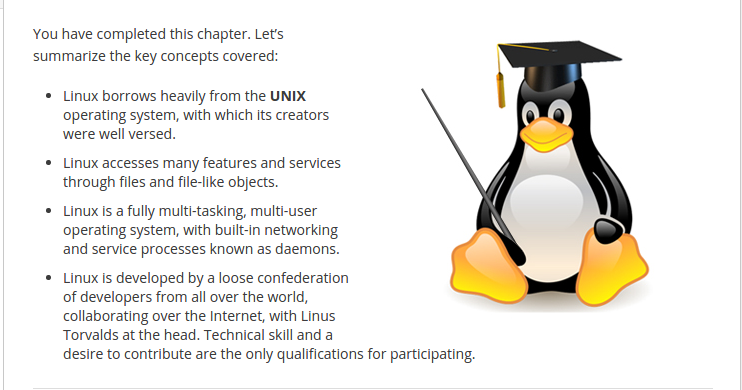 You have completed this chapter. Let’s
summarize the key concepts covered:
• Linux borrows heavily from the UNIX
operating system, with which its creators
were well versed.
• Linux accesses many features and services
through files and file-like objects.
• Linux is a fully multi-tasking, multi-user
operating system, with built-in networking
and service processes known as daemons.
• Linux is developed by a loose confederation
of developers from all over the world,
collaborating over the Internet, with Linus
Torvalds at the head. Technical skill and a
desire to contribute are the only qualifications for participating.